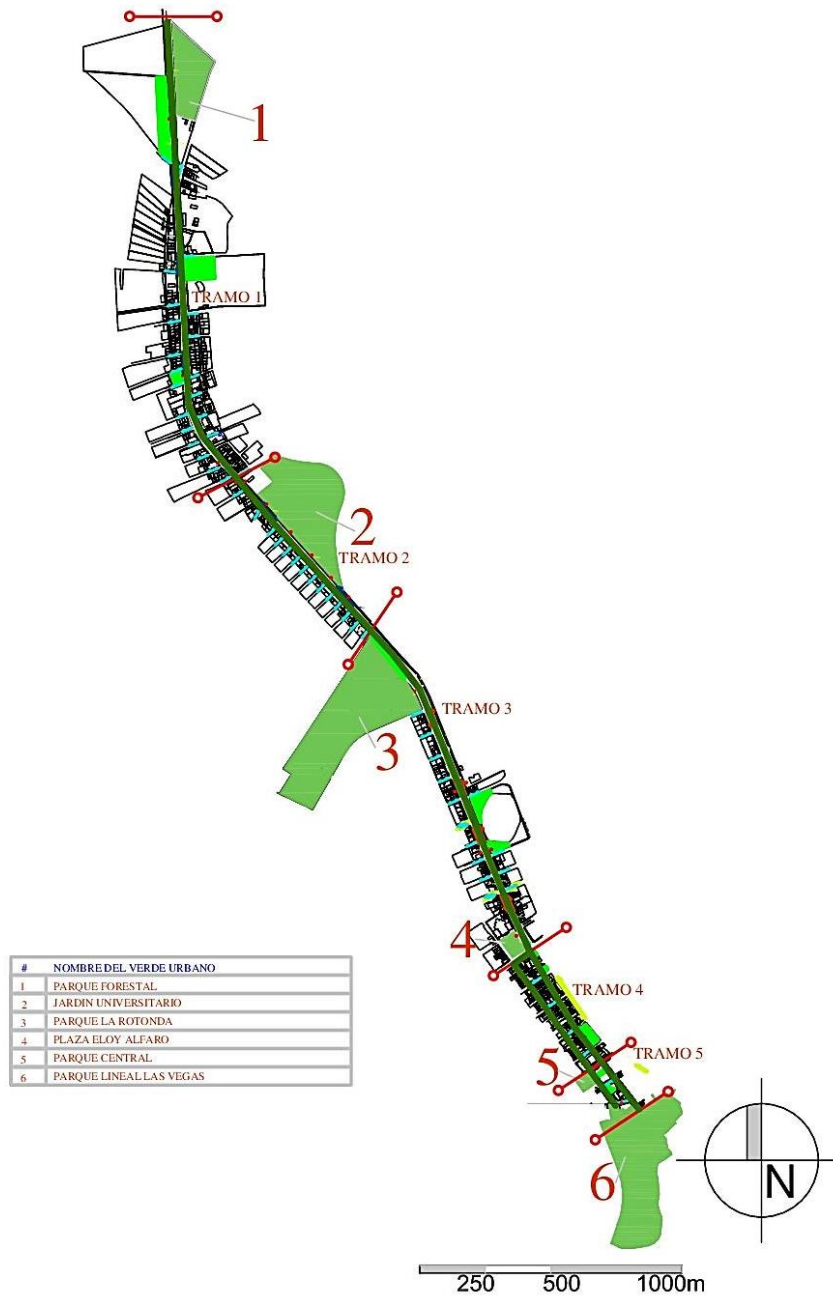 1
TRAMO 1
2
TRAMO 2
TRAMO 3
3
4
# NOMBRE DEL VERDE URBANO
1 PARQUE FORESTAL
2 JARDIN UNIVERSITARIO
3 PARQUE LA ROTONDA
4 PLAZA ELOY ALFARO
5 PARQUE CENTRAL
6 PARQUE LINEAL LAS VEGAS
TRAMO 4
TRAMO 5
5
6
N
250 500 1000m